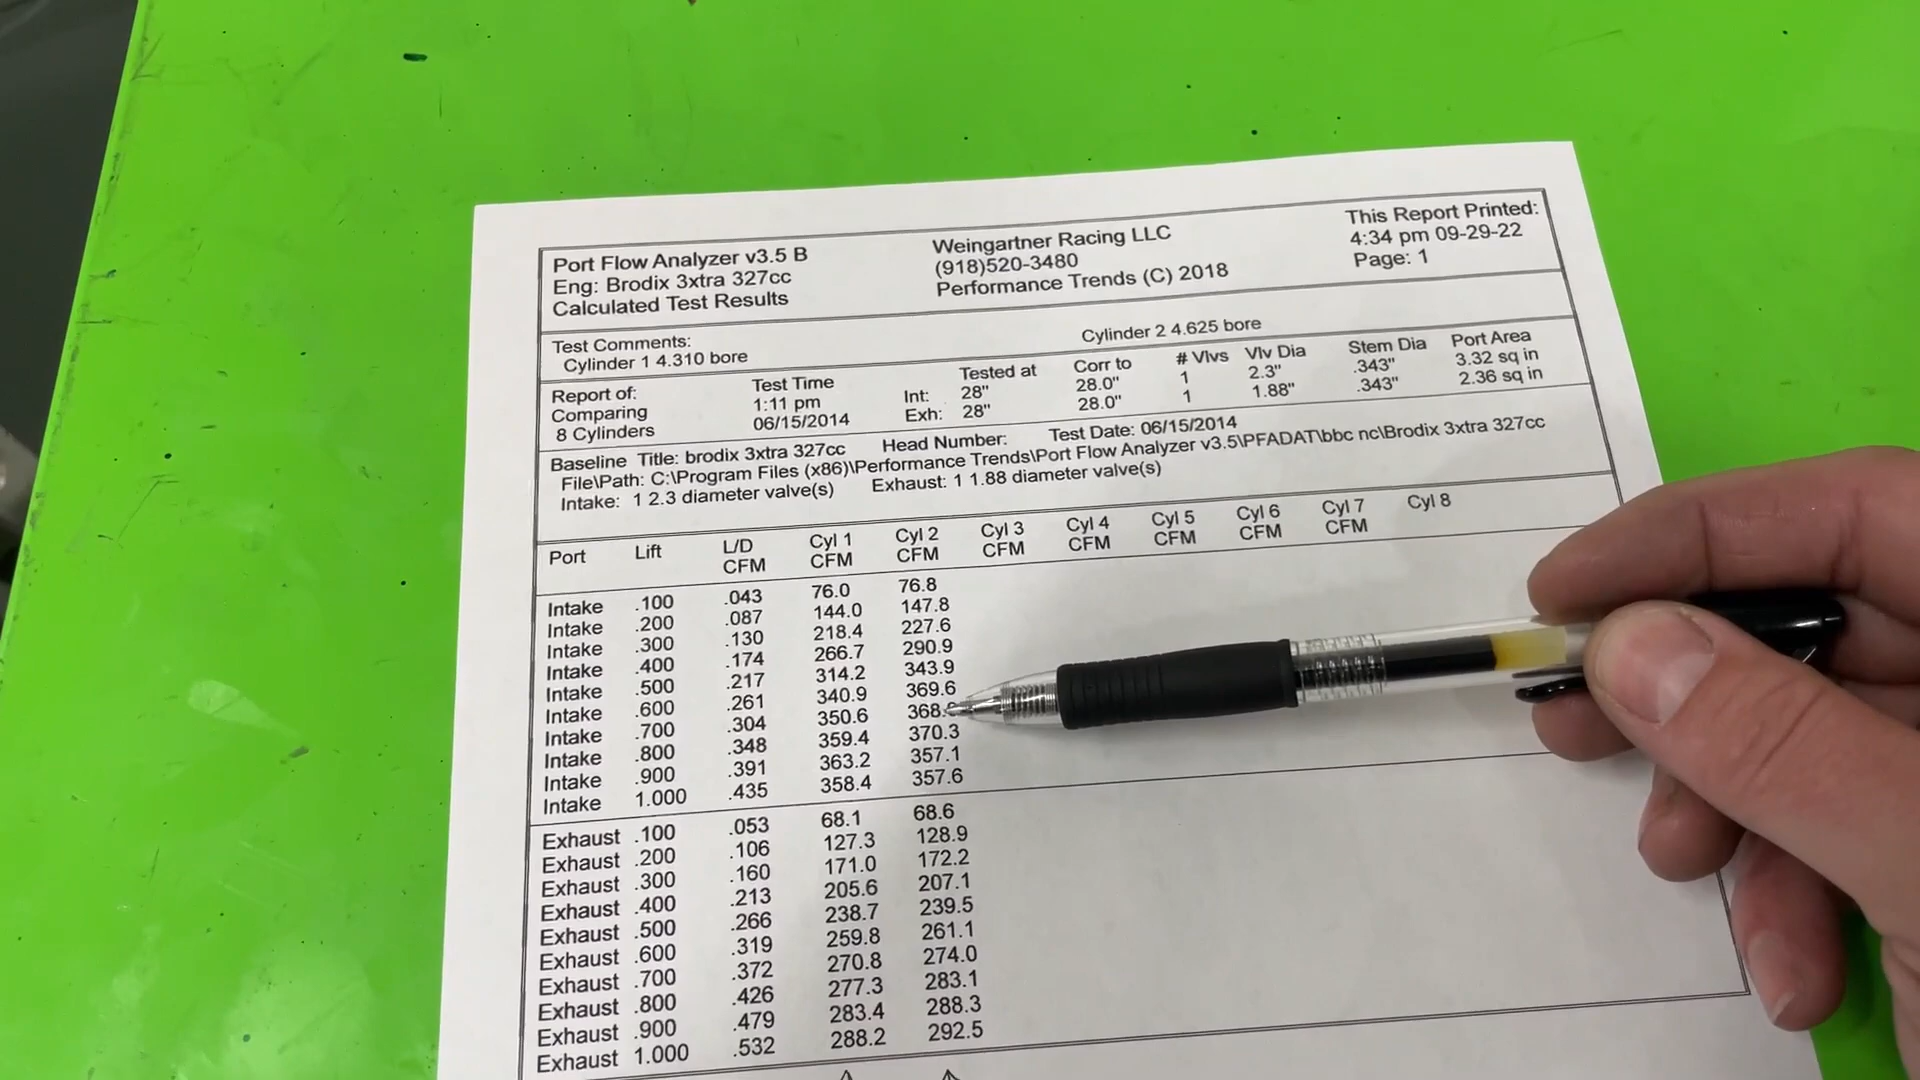 Port Flow Analyzer v3.5 B
Eng: Brodix 3xtra 327cc
Calculated Test Results
Weingartner Racing LLC
(918)520-3480
Performance Trends (C) 2018
This Report Printed:
4:34 pm 09-29-22
Page: 1
Test Comments:
Cylinder 1 4.310 bore Cylinder 2 4.625 bore
Report of:
Comparing
8 Cylinders
Test Time
1:11 pm
06/15/2014
Tested at Corr to # Vlvs Vlv Dia Stem Dia Port Area
Int: 28" 28.0" 1 2.3" .343" 3.32 sq in
Exh: 28" 28.0" 1 1.88" .343" 2.36 sq in
Baseline Title: brodix 3xtra 327cc Head Number: Test Date: 06/15/2014
File\Path: C:\Program Files (x86)\Performance Trends\Port Flow Analyzer v3.5\PFADAT\bbc nc\Brodix 3xtra 327cc
Intake: 1 2.3 diameter valve(s) Exhaust: 1 1.88 diameter valve(s)
Port Lift L/D Cyl 1 Cyl 2 Cyl 3 Cyl 4 Cyl 5 Cyl 6 Cyl 7 Cyl 8
CFM CFM CFM CFM CFM CFM CFM CFM
Intake .100 .043 76.0 76.8
Intake .200 .087 144.0 147.8
Intake .300 .130 218.4 227.6
Intake .400 .174 266.7 290.9
Intake .500 .217 314.2 343.9
Intake .600 .261 340.9 369.6
Intake .700 .304 350.6 368.
Intake .800 .348 359.4 370.3
Intake .900 .391 363.2 357.1
Intake 1.000 .435 358.4 357.6
Exhaust .100 .053 68.1 68.6
Exhaust .200 .106 127.3 128.9
Exhaust .300 .160 171.0 172.2
Exhaust .400 .213 205.6 207.1
Exhaust .500 .266 238.7 239.5
Exhaust .600 .319 259.8 261.1
Exhaust .700 .372 270.8 274.0
Exhaust .800 .426 277.3 283.1
Exhaust .900 .479 283.4 288.3
Exhaust 1.000 .532 288.2 292.5